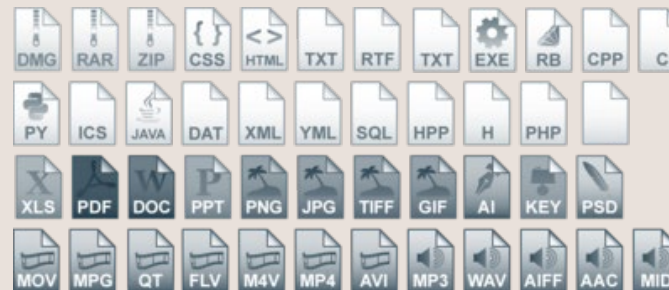 DMG RAR ZIP { } CSS < > HTML TXT RTF TXT EXE RB CPP C
PY ICS JAVA DAT XML YML SQL HPP H PHP
X XLS PDF W DOC P PPT PNG JPG TIFF GIF AI KEY PSD
MOV MPG QT FLV M4V MP4 AVI MP3 WAV AIFF AAC MID